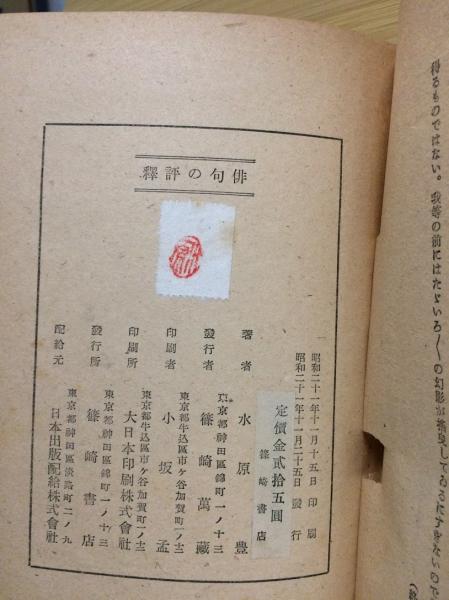 俳句の評釋
昭和二十一年十一月十五日印刷
昭和二十一年十一月二十五日發行
定價金貳拾五圓
篠崎書店
著者 水原豊
東京都神田區錦町一ノ十三
發行者 篠崎萬藏
東京都牛込區市ケ谷加賀町一ノ十二
印刷者 小坂孟
東京都牛込區市ケ谷加賀町一ノ十二
印刷所 大日本印刷株式會社
東京都神田區錦町一ノ十三
發行所 篠崎書店
東京都神田區淡路町二ノ九
配給元 日本出版配給株式會社
得るものではない。我等の前にはたゞいろ〳〵の幻影が
しておるにすぎないので